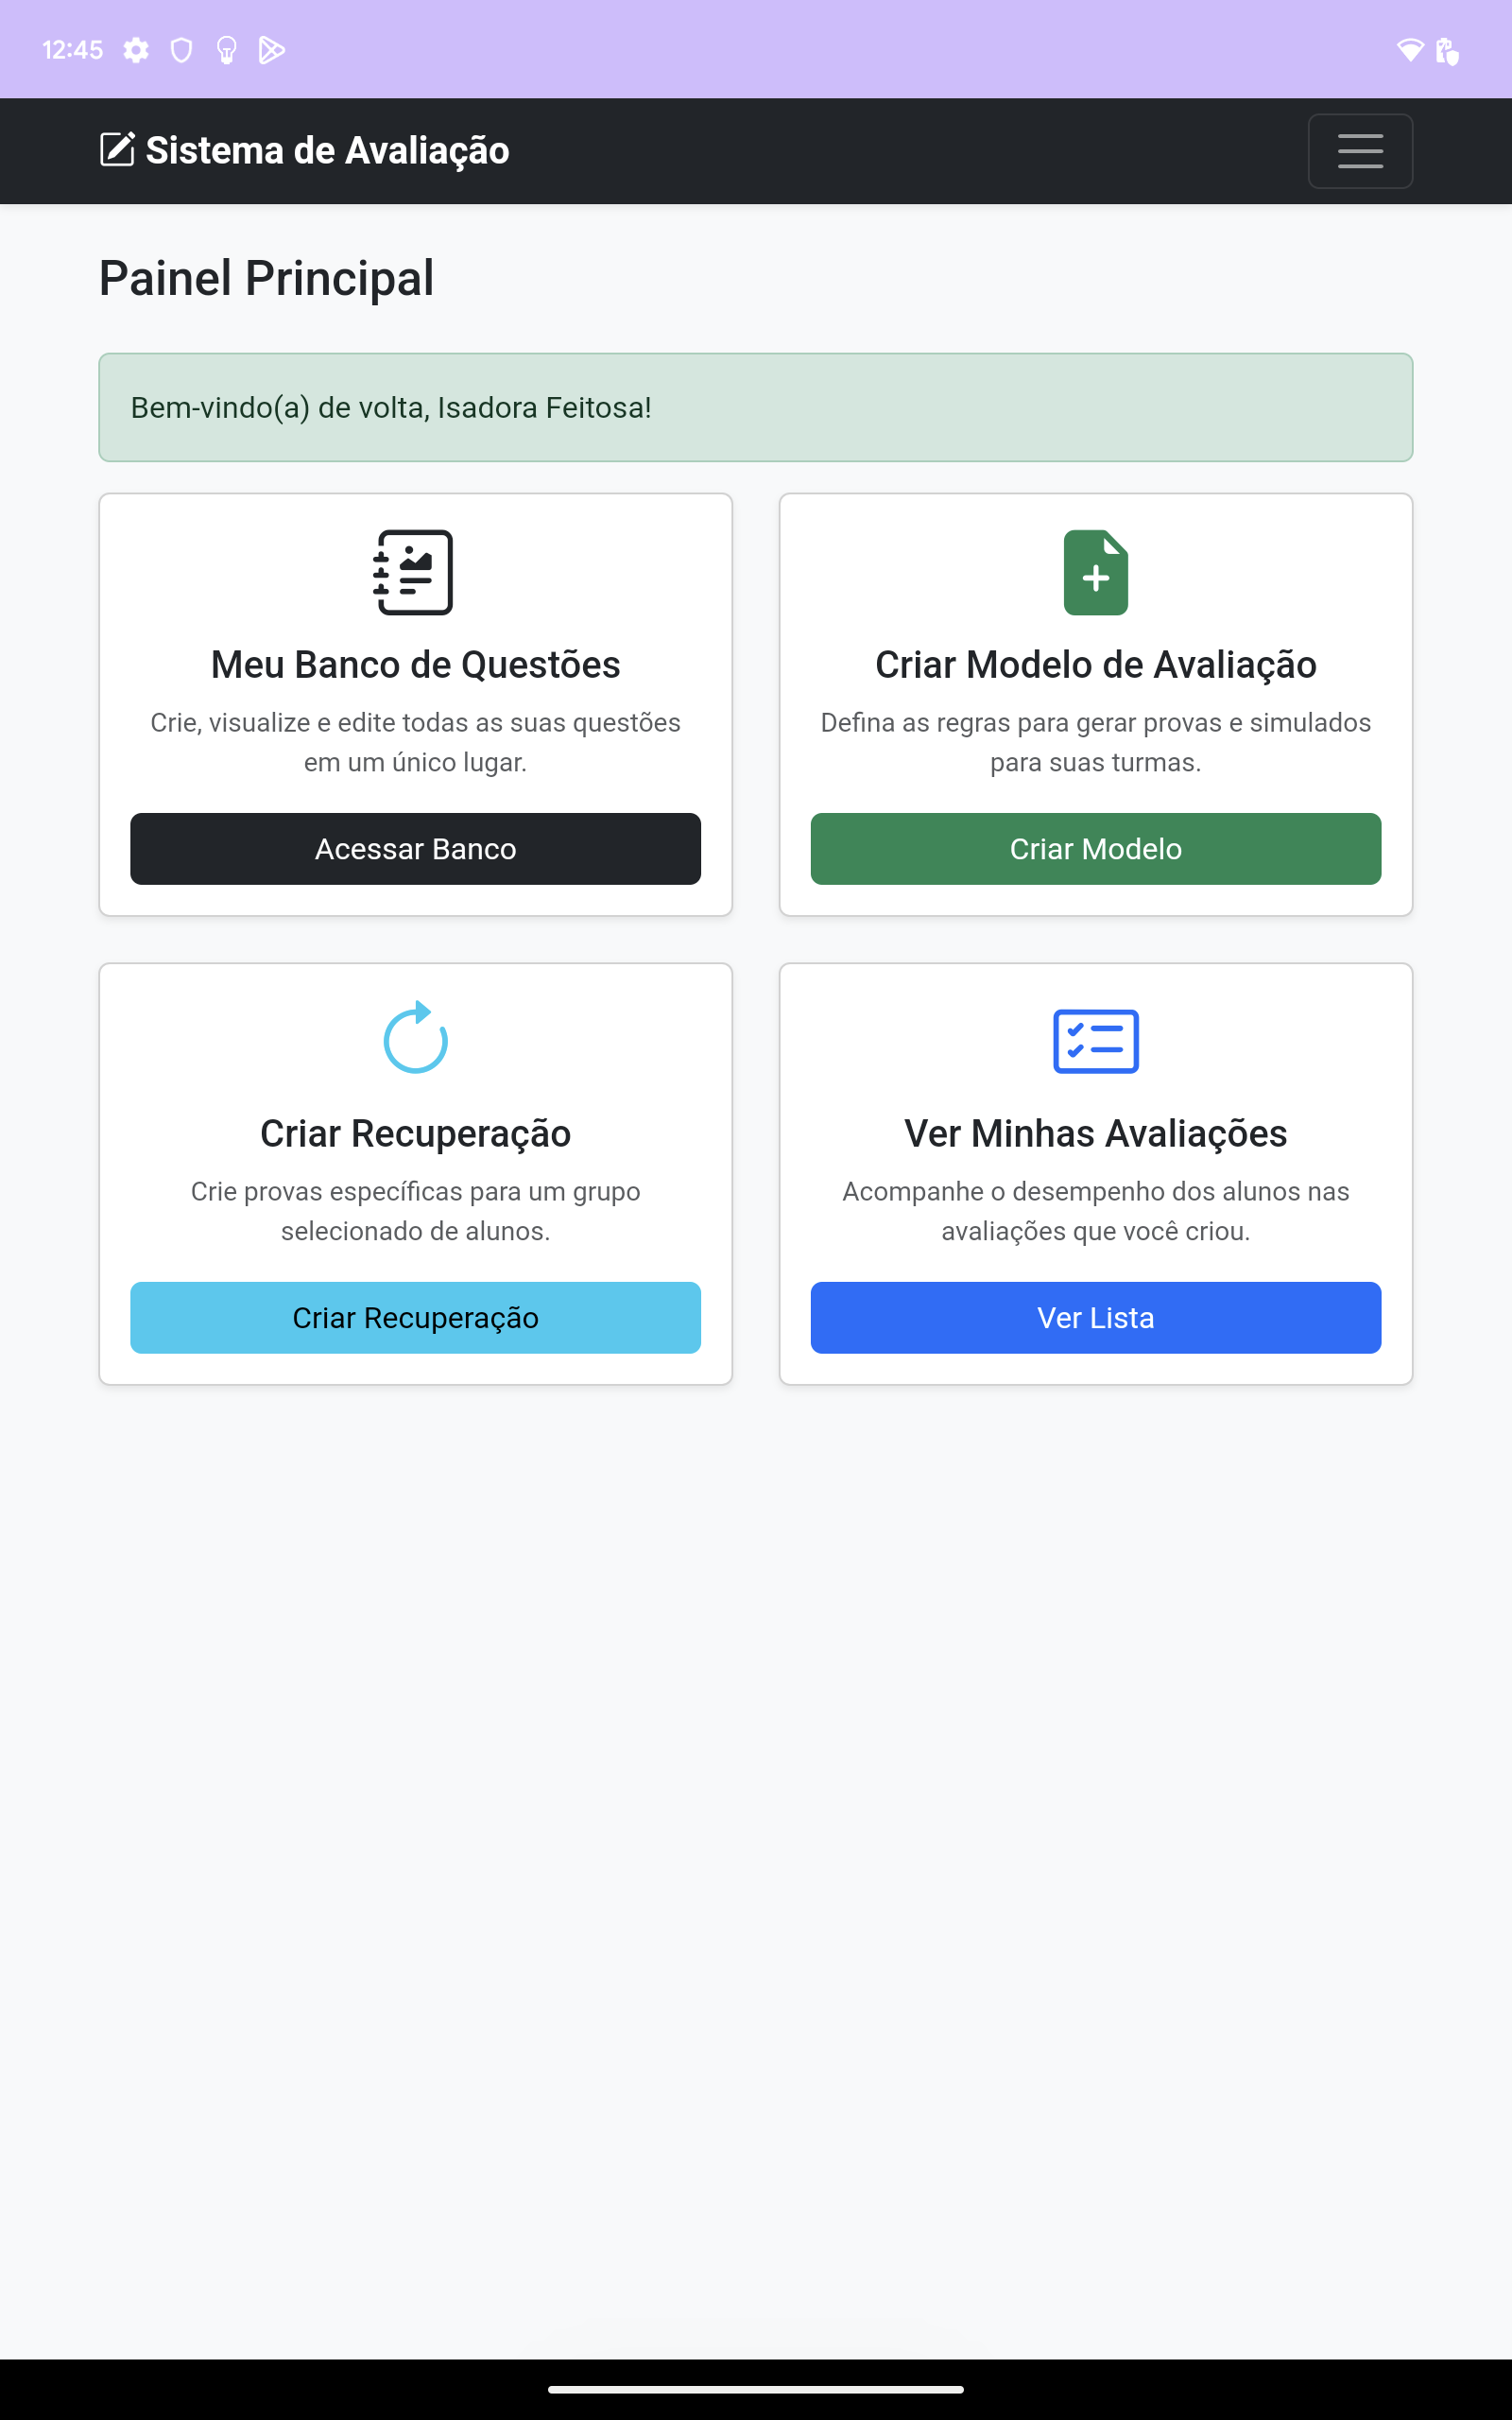 12:45
Sistema de Avaliação
Painel Principal
Bem-vindo(a) de volta, Isadora Feitosa!
Meu Banco de Questões
Crie, visualize e edite todas as suas questões
em um único lugar.
Acessar Banco
Criar Modelo de Avaliação
Defina as regras para gerar provas e simulados
para suas turmas.
Criar Modelo
Criar Recuperação
Crie provas específicas para um grupo
selecionado de alunos.
Criar Recuperação
Ver Minhas Avaliações
Acompanhe o desempenho dos alunos nas
avaliações que você criou.
Ver Lista